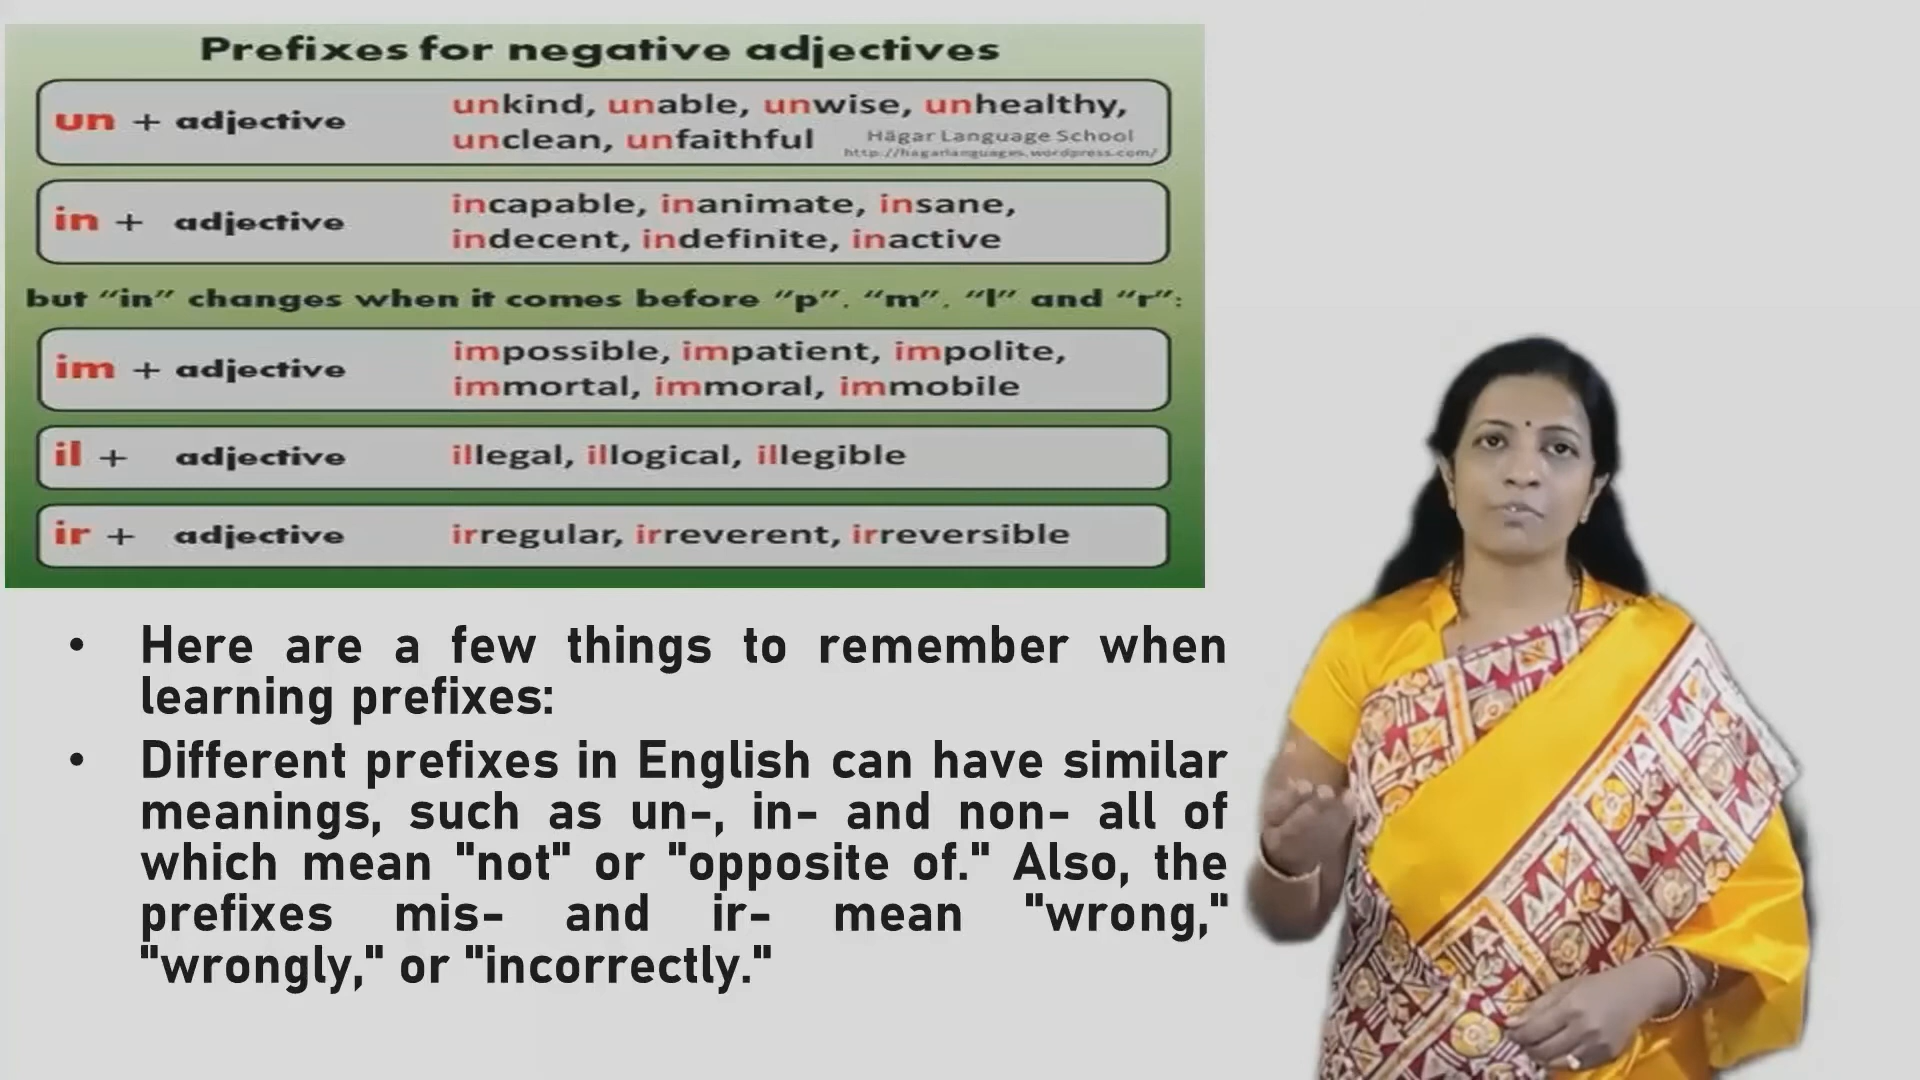 Prefixes for negative adjectives
un + adjective unkind, unable, unwise, unhealthy,
unclean, unfaithful Hägar Language School
http://hagarlanguages.wordpress.com/
in + adjective incapable, inanimate, insane,
indecent, indefinite, inactive
but "in" changes when it comes before "p". "m". "l" and "r":
im + adjective impossible, impatient, impolite,
immortal, immoral, immobile
il + adjective illegal, illogical, illegible
ir + adjective irregular, irreverent, irreversible
• Here are a few things to remember when
learning prefixes:
• Different prefixes in English can have similar
meanings, such as un-, in- and non- all of
which mean "not" or "opposite of." Also, the
prefixes mis- and ir- mean "wrong,"
"wrongly," or "incorrectly."